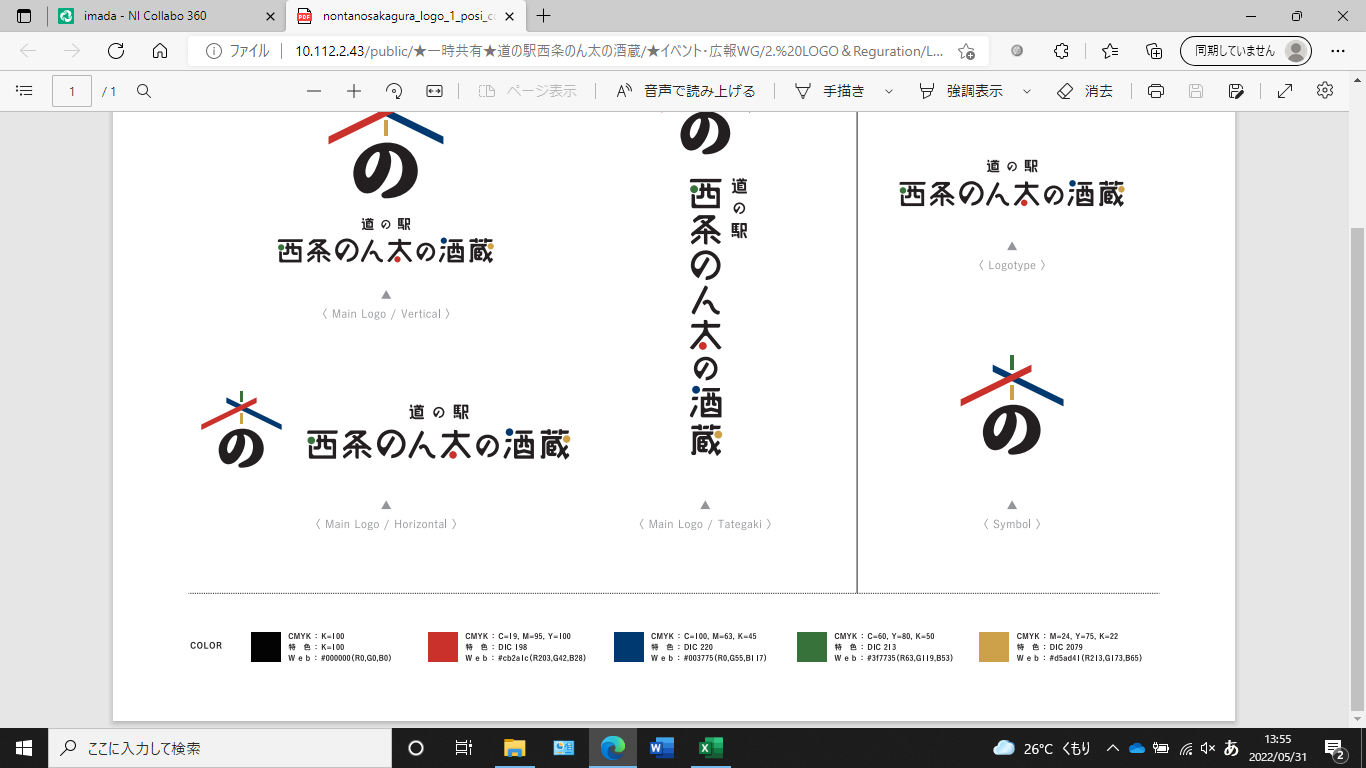 imada - NI Collabo 360
nontanosakagura_logo_1_posi_c
ファイル
10.112.2.43/public/★一時共有★道の駅西条のん太の酒蔵/★イベント・広報WG/2.%20LOGO＆Reguration/L...
同期していません
1
/ 1
ページ表示
音声で読み上げる
手描き
強調表示
消去
の
道の駅
西条のん太の酒蔵
〈 Main Logo / Vertical 〉
の
道の駅
西条のん太の酒蔵
〈 Main Logo / Horizontal 〉
の
道の駅
西条のん太の酒蔵
〈 Main Logo / Tategaki 〉
道の駅
西条のん太の酒蔵
〈 Logotype 〉
の
〈 Symbol 〉
COLOR
CMYK : K=100
特 色 : K=100
Web : #000000(R0,G0,B0)
CMYK : C=19, M=95, Y=100
特 色 : DIC 198
Web : #cb2a1c(R203,G42,B28)
CMYK : C=100, M=63, K=45
特 色 : DIC 220
Web : #003775(R0,G55,B117)
CMYK : C=60, Y=80, K=50
特 色 : DIC 213
Web : #3f7735(R63,G119,B53)
CMYK : M=24, Y=75, K=22
特 色 : DIC 2079
Web : #d5ad41(R213,G173,B65)
ここに入力して検索
26°C くもり
あ
13:55
2022/05/31
2